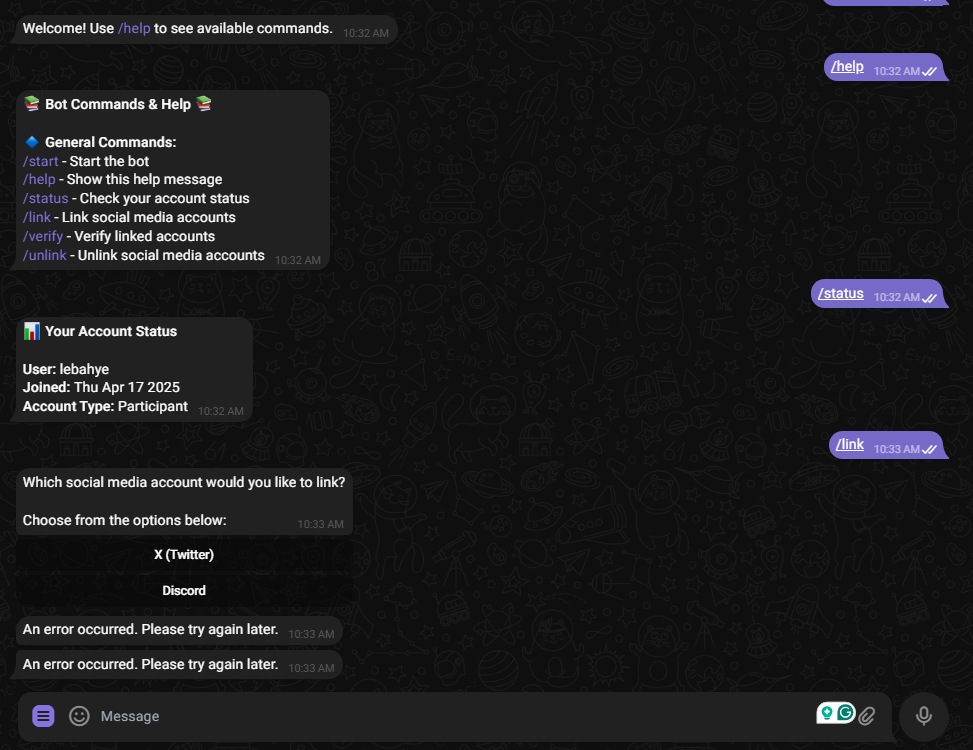 Welcome! Use /help to see available commands. 10:32 AM
/help 10:32 AM
Bot Commands & Help
General Commands:
/start - Start the bot
/help - Show this help message
/status - Check your account status
/link - Link social media accounts
/verify - Verify linked accounts
/unlink - Unlink social media accounts 10:32 AM
/status 10:32 AM
Your Account Status
User: lebahye
Joined: Thu Apr 17 2025
Account Type: Participant 10:32 AM
/link 10:33 AM
Which social media account would you like to link?
Choose from the options below: 10:33 AM
X (Twitter)
Discord
An error occurred. Please try again later. 10:33 AM
An error occurred. Please try again later. 10:33 AM
Message